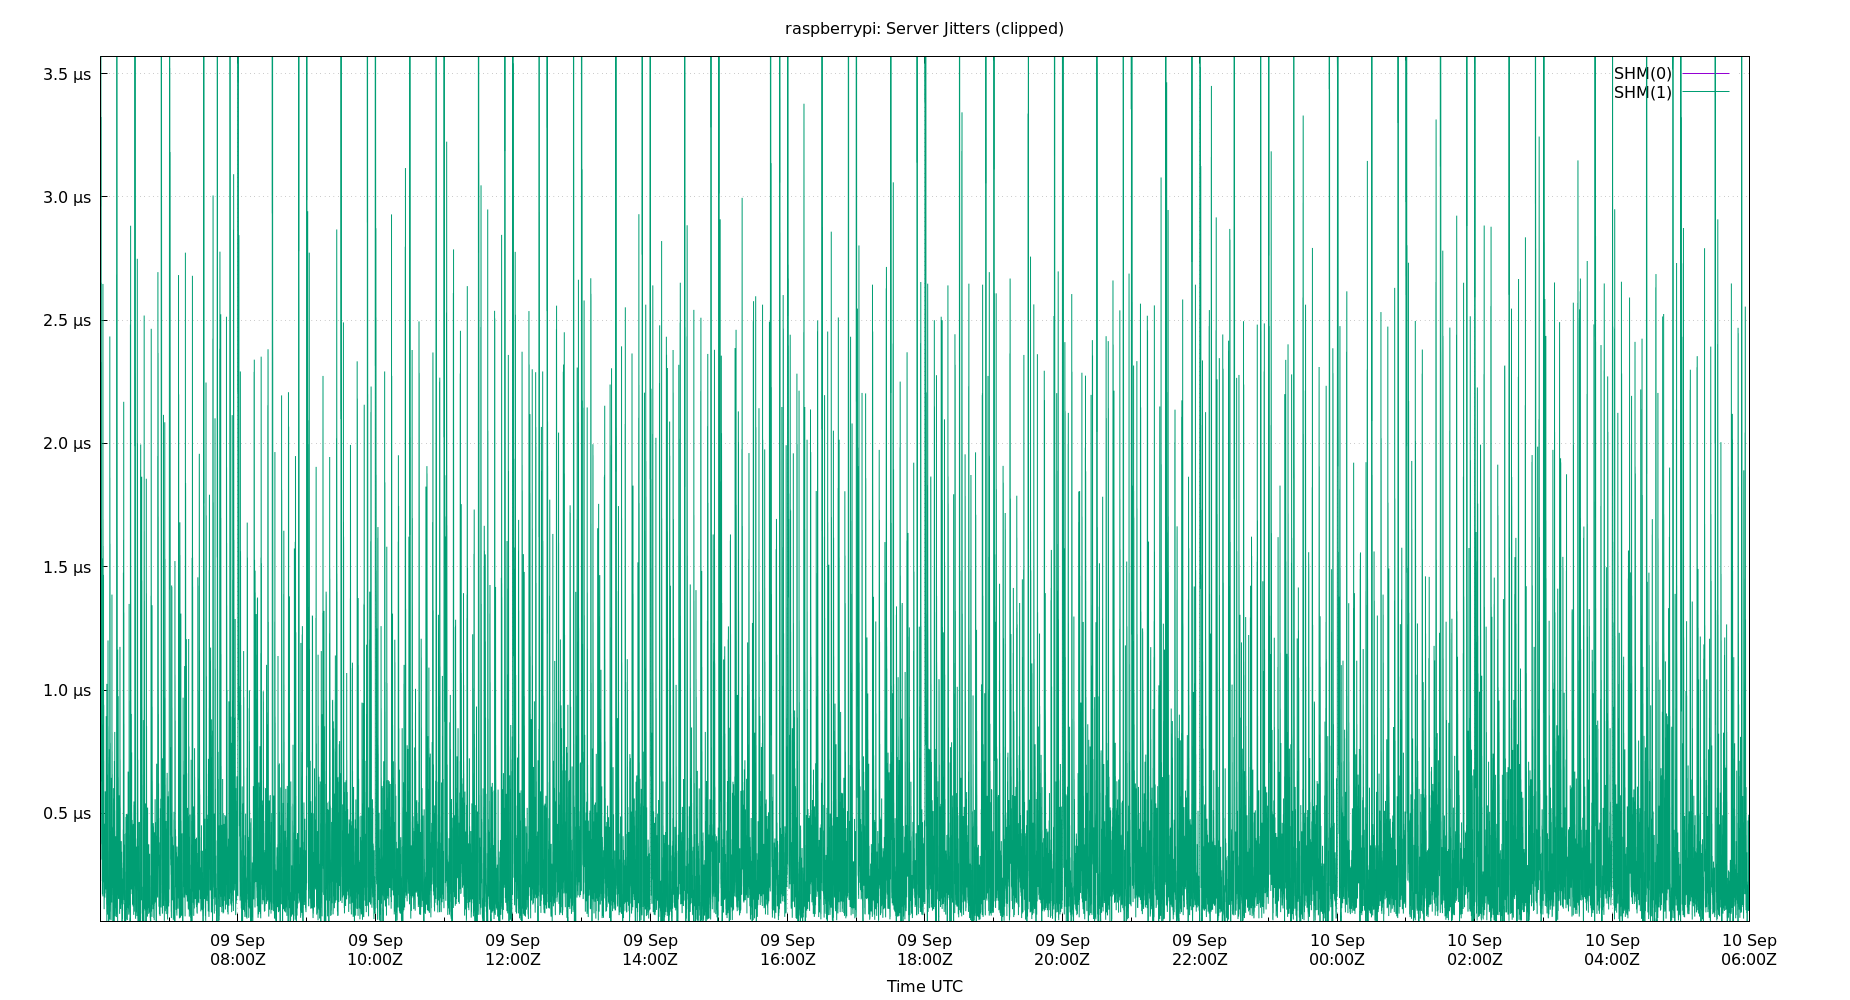 raspberrypi: Server Jitters (clipped)
3.5 µs
3.0 µs
2.5 µs
2.0 µs
1.5 µs
1.0 µs
0.5 µs
SHM(0)
SHM(1)
09 Sep 09 Sep 09 Sep 09 Sep 09 Sep 09 Sep 09 Sep 09 Sep 10 Sep 10 Sep 10 Sep 10 Sep
08:00Z 10:00Z 12:00Z 14:00Z 16:00Z 18:00Z 20:00Z 22:00Z 00:00Z 02:00Z 04:00Z 06:00Z
Time UTC